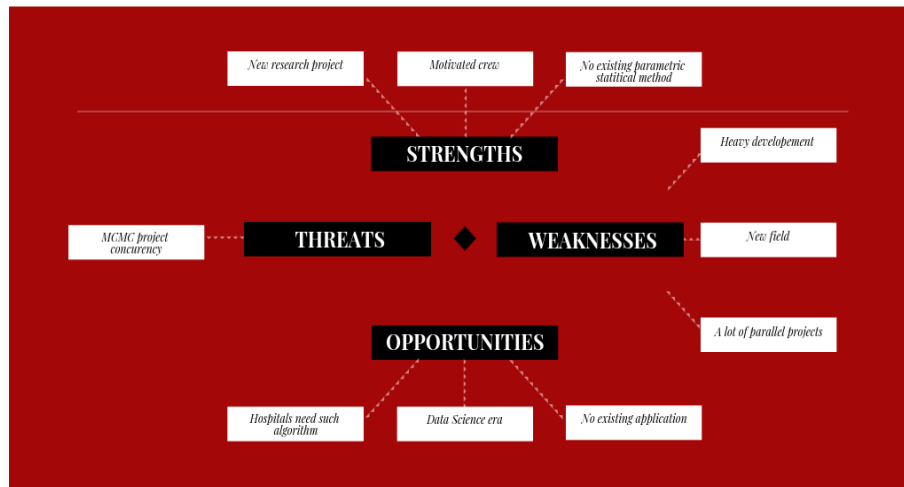 New research project
Motivated crew
No existing parametric
statitical method
STRENGTHS
Heavy developement
THREATS
WEAKNESSES
MCMC project
concurency
New field
OPPORTUNITIES
A lot of parallel projects
Hospitals need such
algorithm
Data Science era
No existing application